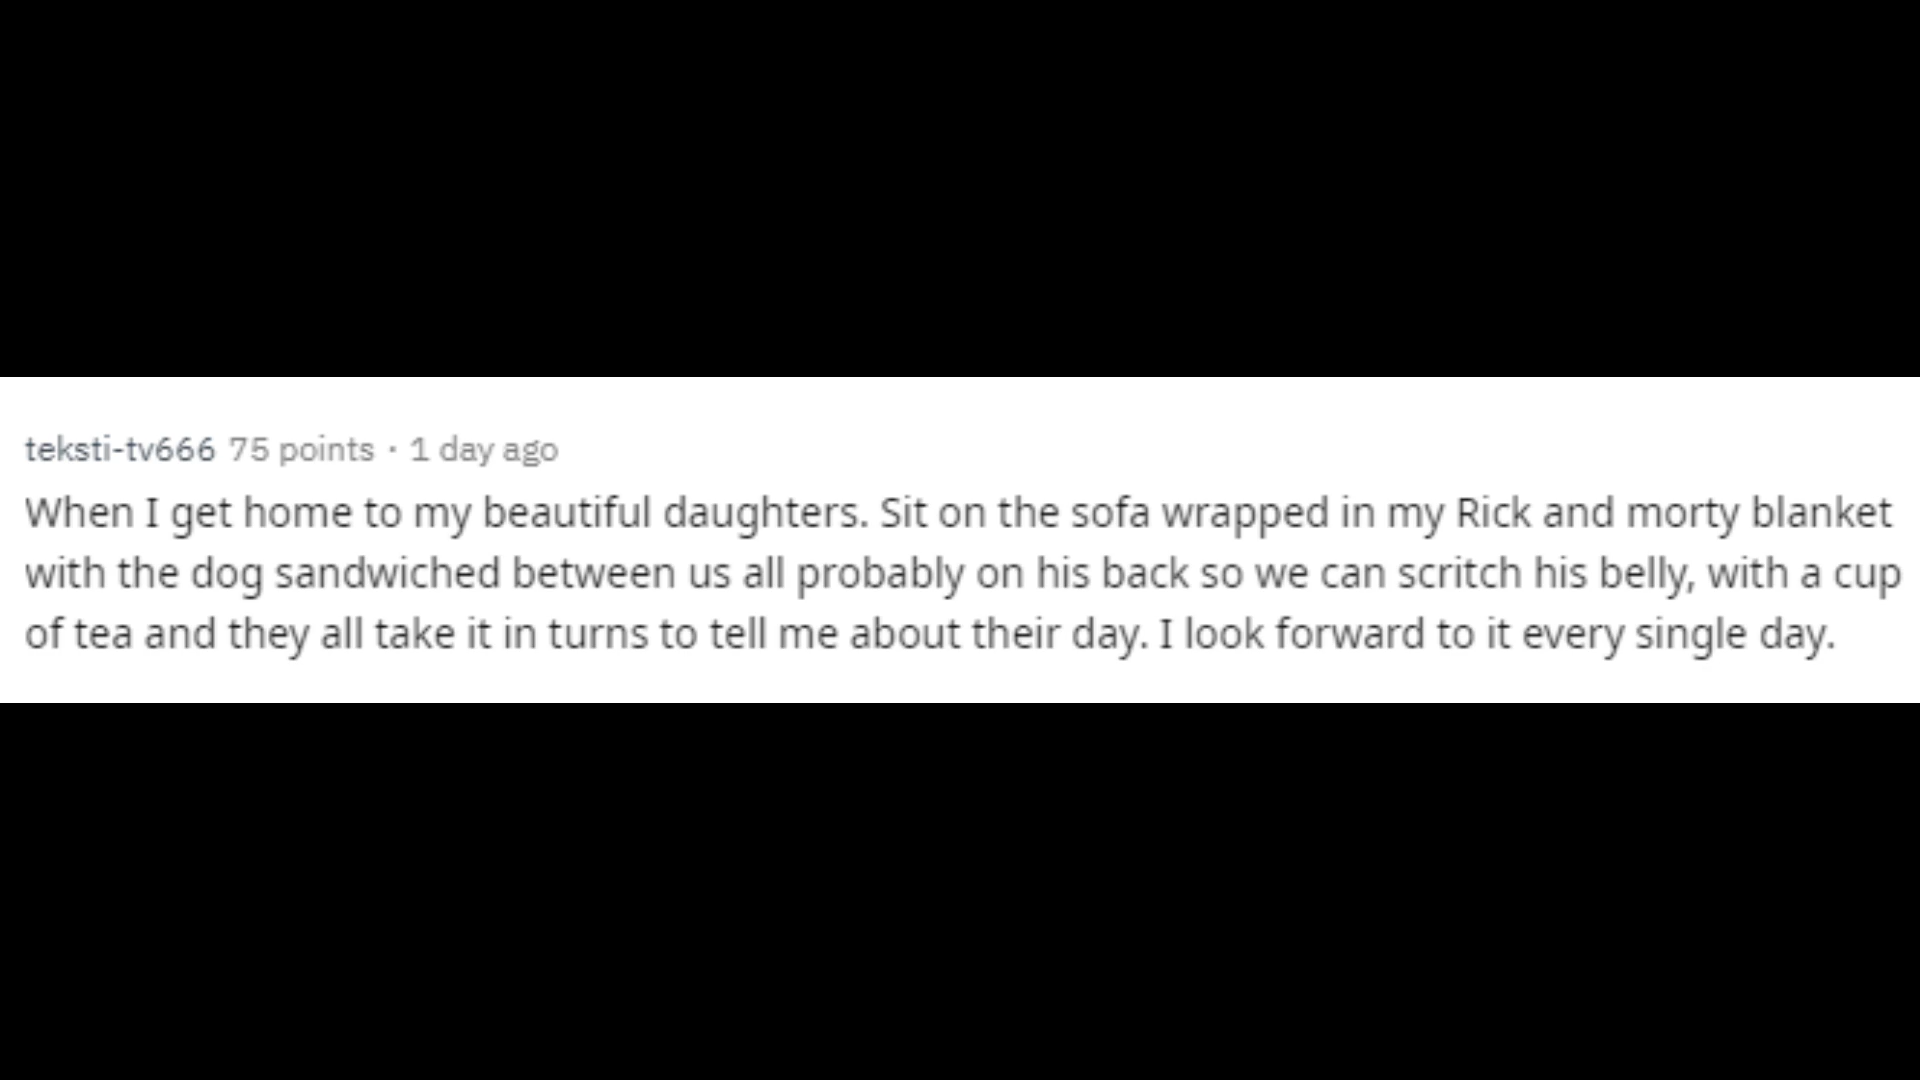 teksti-tv666 75 points · 1 day ago
When I get home to my beautiful daughters. Sit on the sofa wrapped in my Rick and morty blanket
with the dog sandwiched between us all probably on his back so we can scritch his belly, with a cup
of tea and they all take it in turns to tell me about their day. I look forward to it every single day.